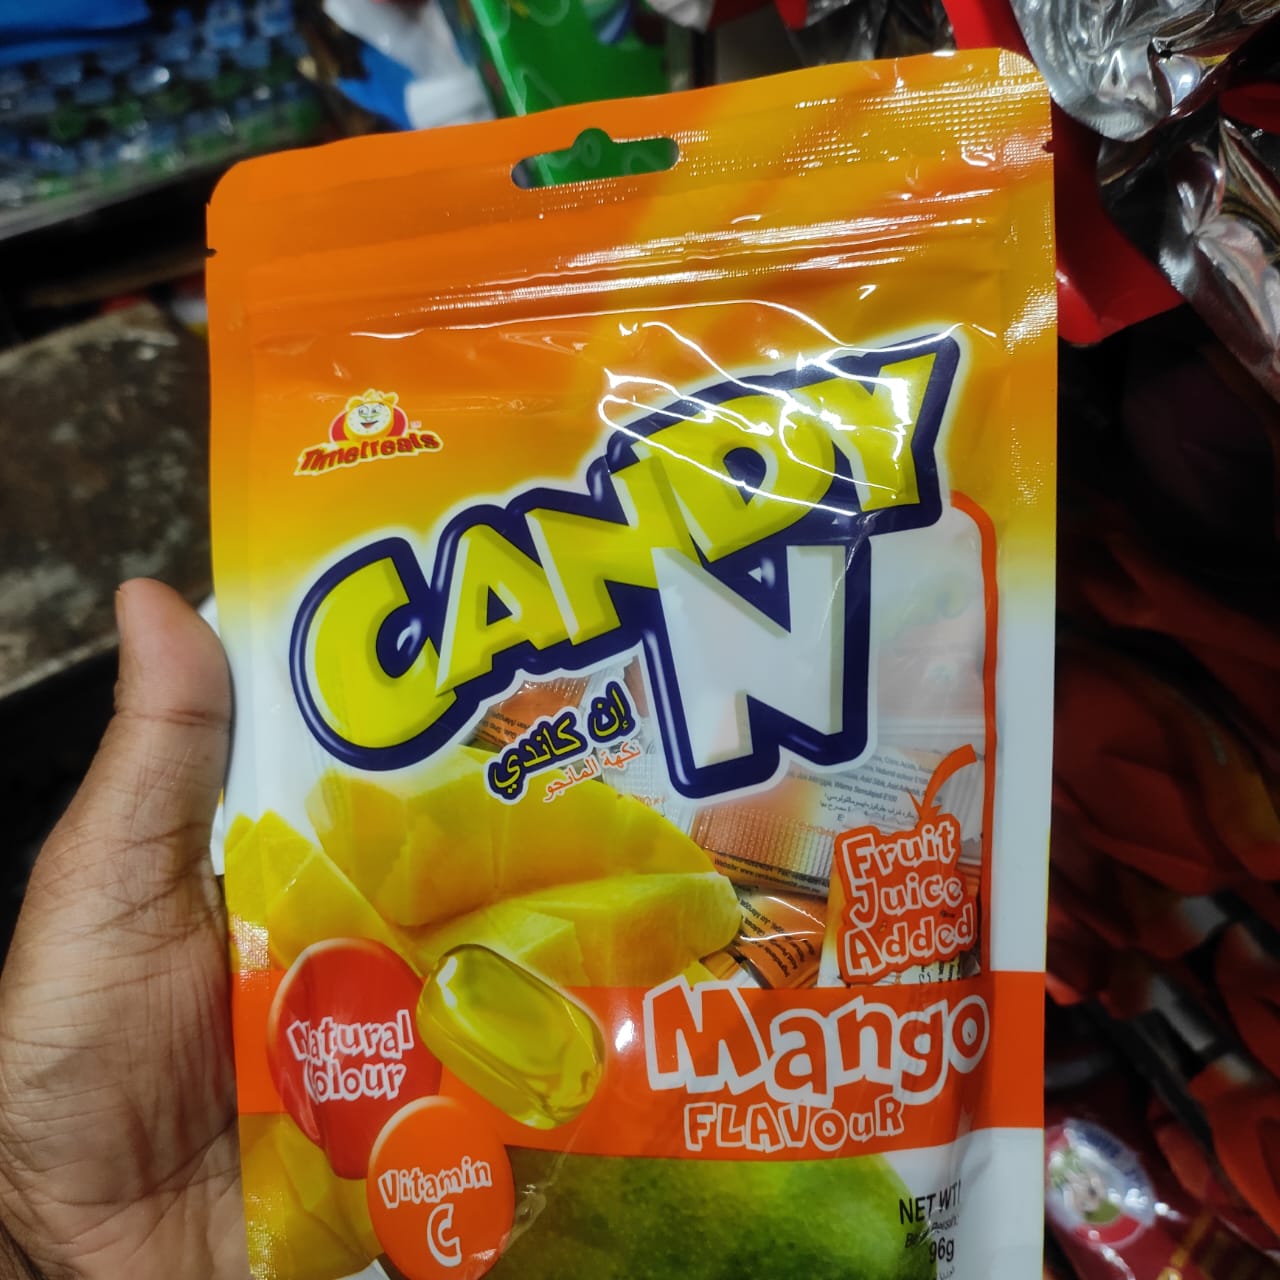 Timetreats
CANDY
N
إن كاندي
نكهة المانجو
Fruit
Juice
Added
Natural
Colour
Mango
FLAVOUR
Vitamin
C
NET WT
96g